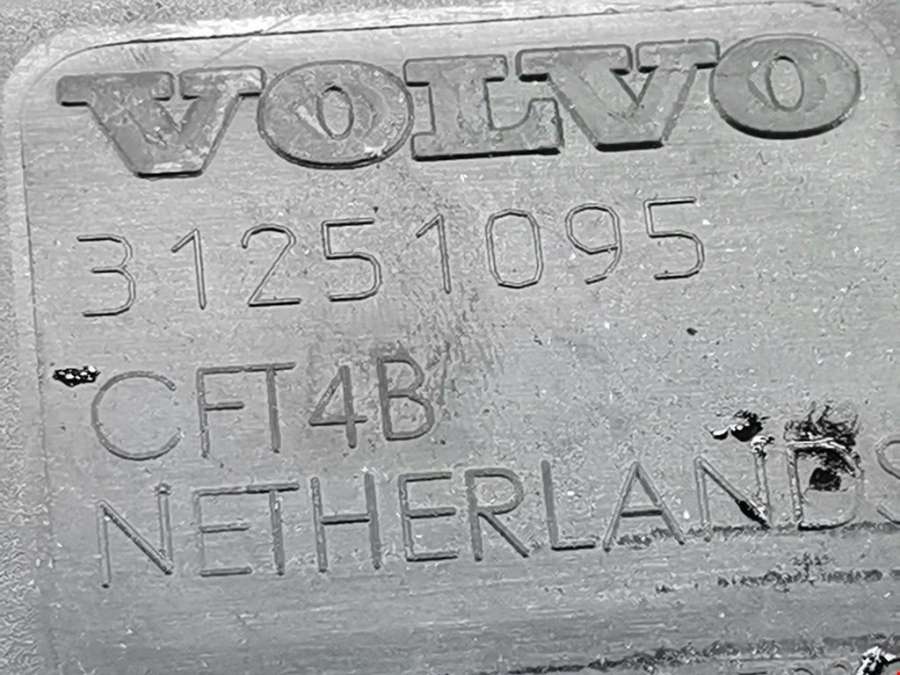 VOLVO
31251095
CFT4B
NETHERLANDS